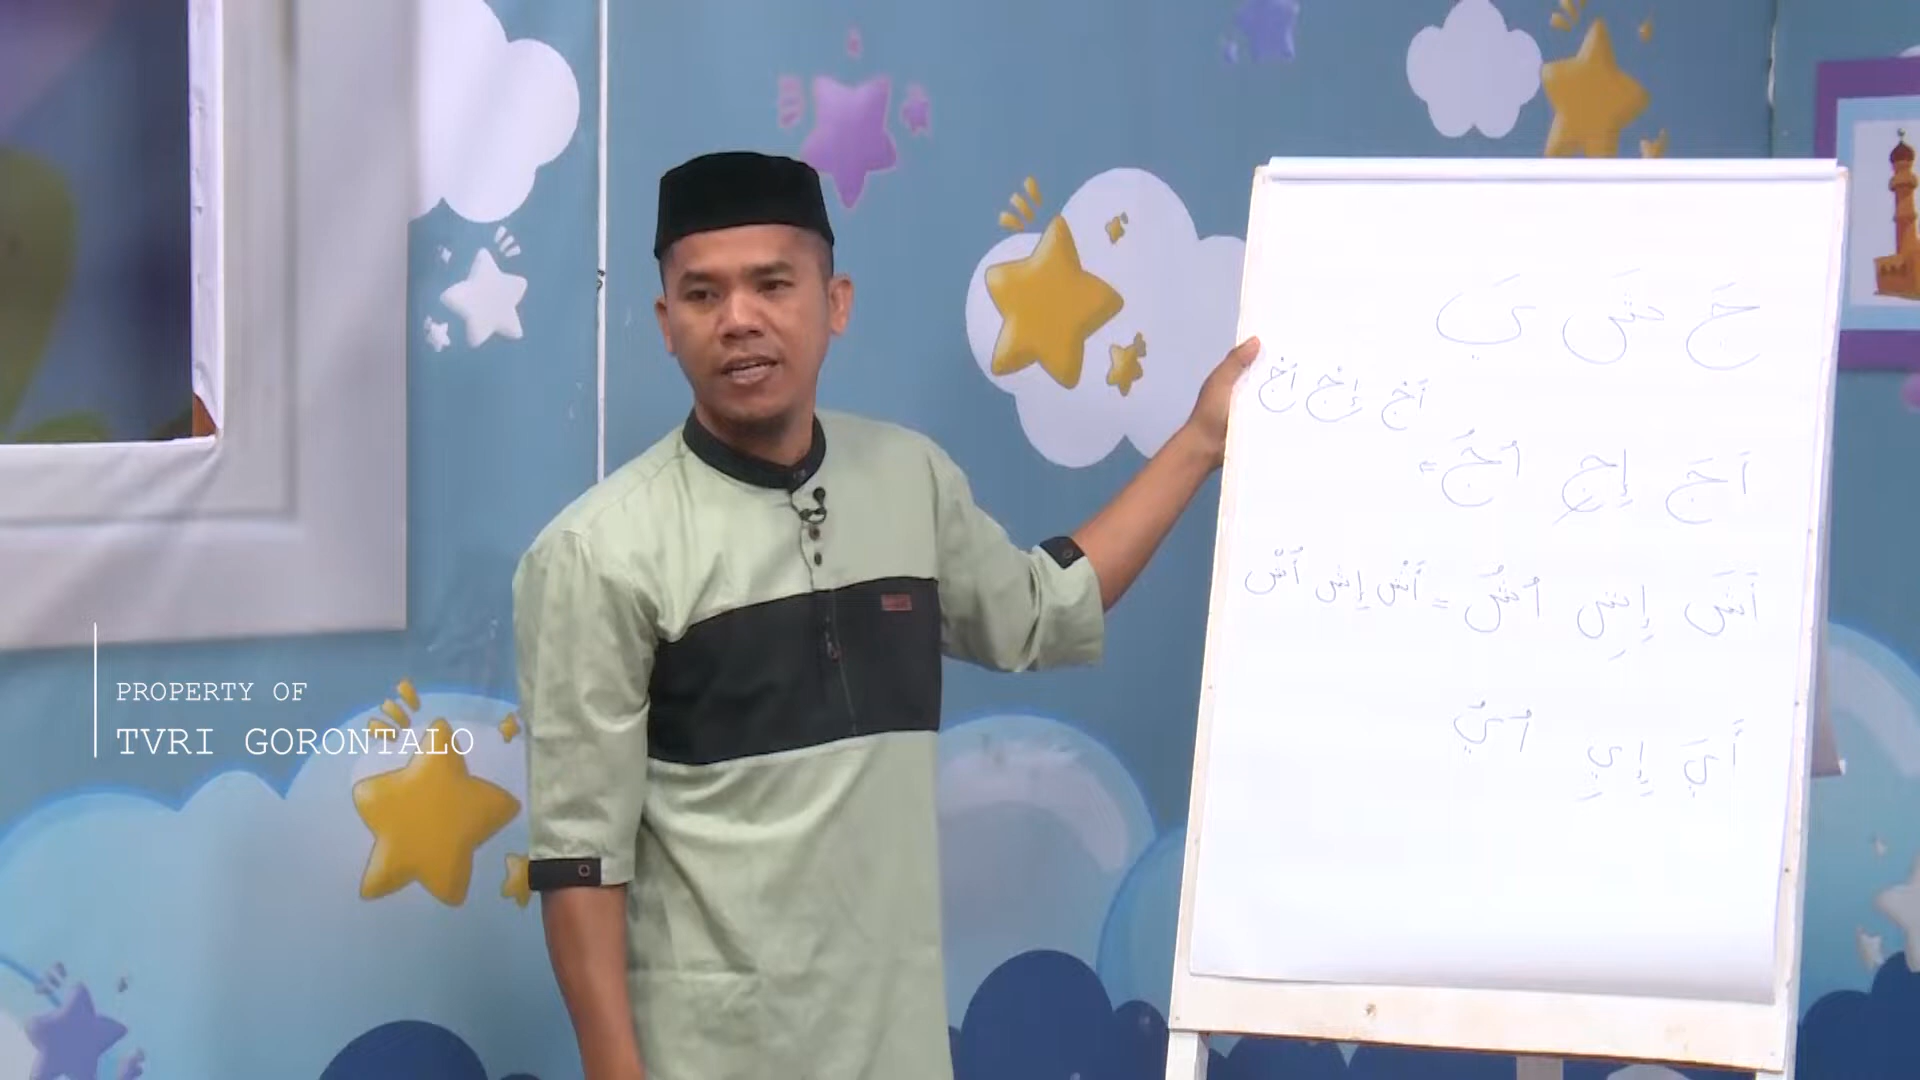 PROPERTY OF
TVRI GORONTALO
جَ شَ يَ
اَجْ إِجْ اُجْ
اَجَ إِجِ اُجُ =
أَشَ إِشِ اُشُ = أَشْ إِشْ أُشْ
أَيَ إِيِ اُيُ